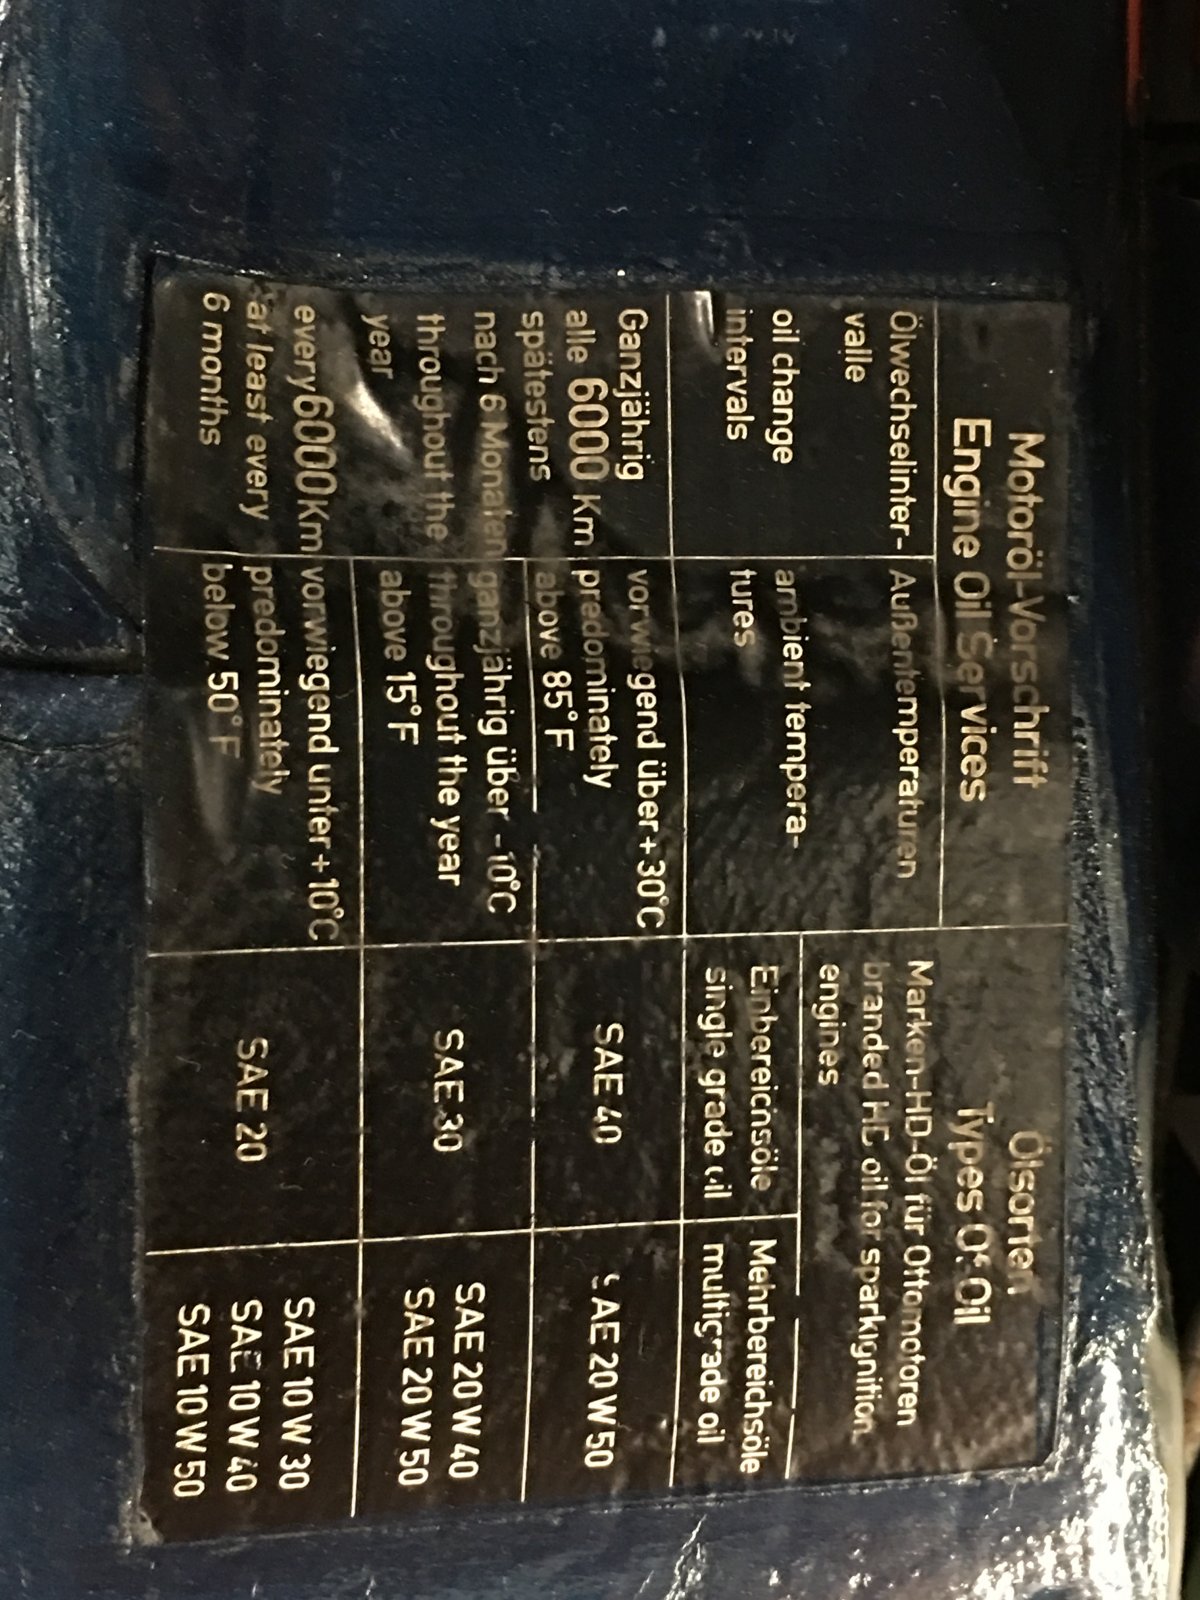 Motoröl-Vorschrift
Engine Oil Services
Ölsorten
Types Of Oil
Ölwechselinter-
valle
oil change
intervals
Außentemperaturen
ambient tempera-
tures
Marken-HD-Öl für Ottomotoren
branded HD oil for sparkignition
engines
Einbereichsöle
single grade oil
Mehrbereichsöle
multigrade oil
Ganzjährig
alle 6000 Km
spätestens
nach 6 Monaten
throughout the
year
every 6000 Km
at least every
6 months
vorwiegend über +30°C
predominately
above 85°F
SAE 40
SAE 20 W 50
ganzjährig über -10°C
throughout the year
above 15°F
SAE 30
SAE 20 W 40
SAE 20 W 50
vorwiegend unter +10°C
predominately
below 50°F
SAE 20
SAE 10 W 30
SAE 10 W 40
SAE 10 W 50